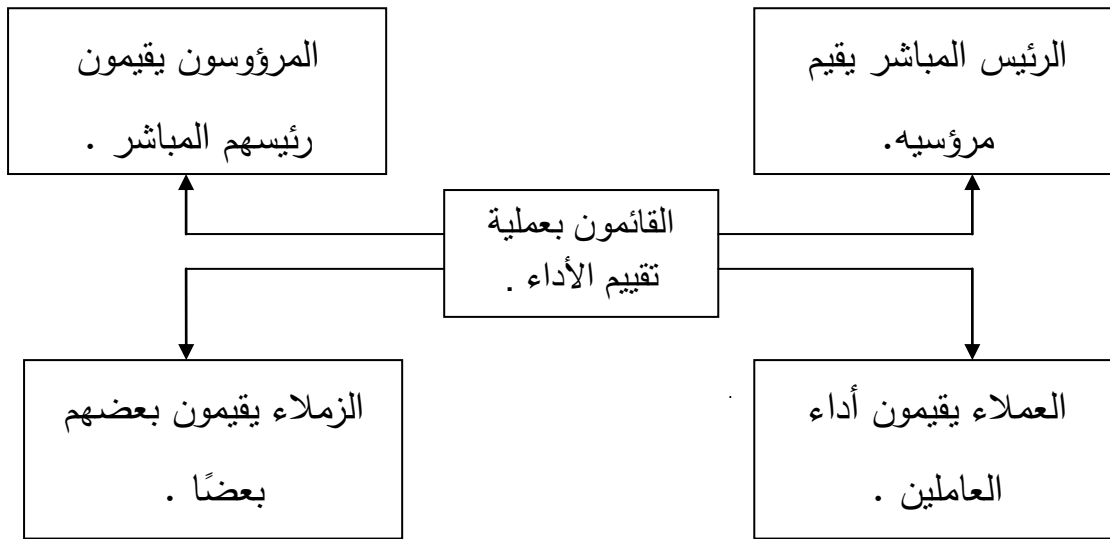 الرئيس المباشر يقيم
مرؤسيه.
المرؤوسون يقيمون
رئيسهم المباشر .
القائمون بعملية
تقييم الأداء .
العملاء يقيمون أداء
العاملين .
الزملاء يقيمون بعضهم
بعضًا .